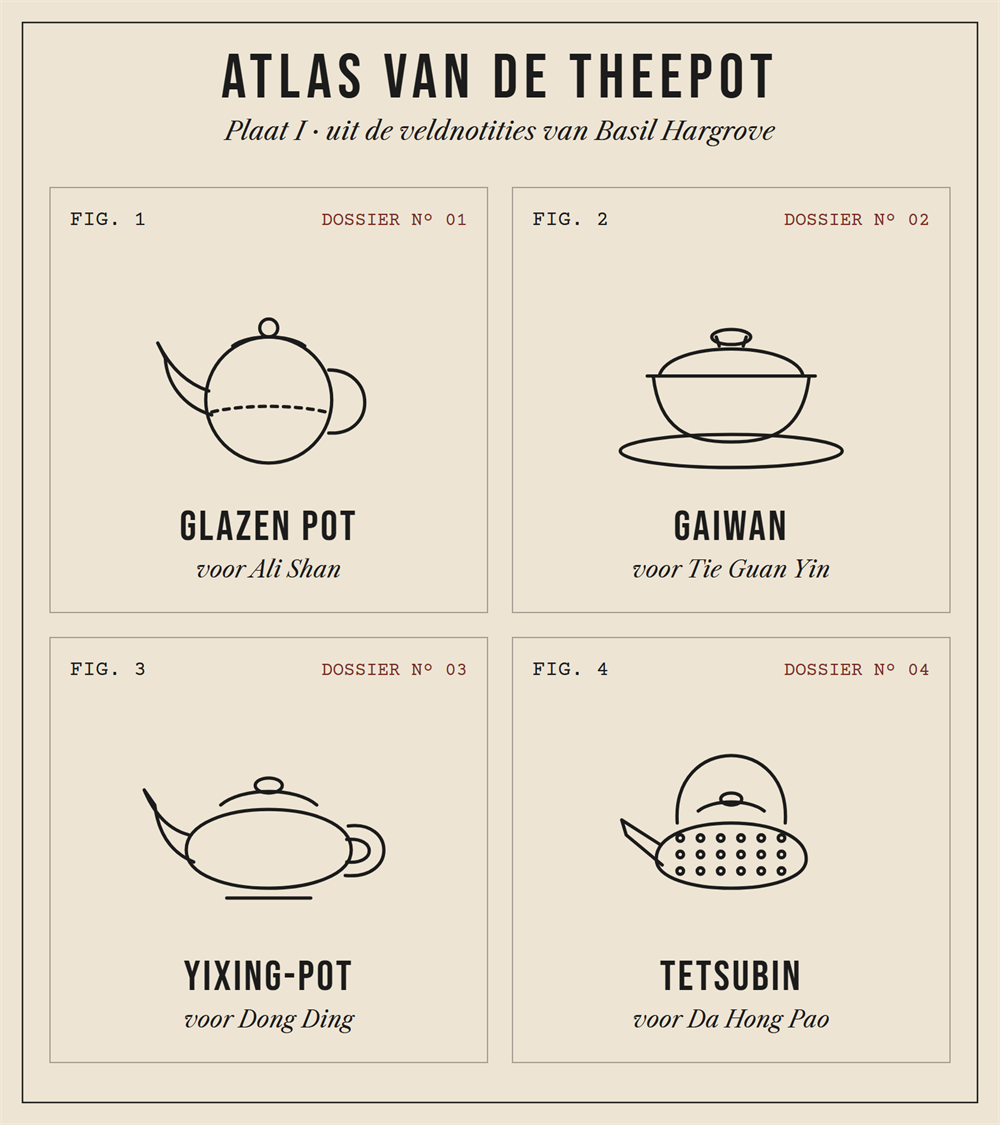 ATLAS VAN DE THEEPOT
Plaat I · uit de veldnotities van Basil Hargrove
FIG. 1
DOSSIER Nº 01
GLAZEN POT
voor Ali Shan
FIG. 2
DOSSIER Nº 02
GAIWAN
voor Tie Guan Yin
FIG. 3
DOSSIER Nº 03
YIXING-POT
voor Dong Ding
FIG. 4
DOSSIER Nº 04
TETSUBIN
voor Da Hong Pao